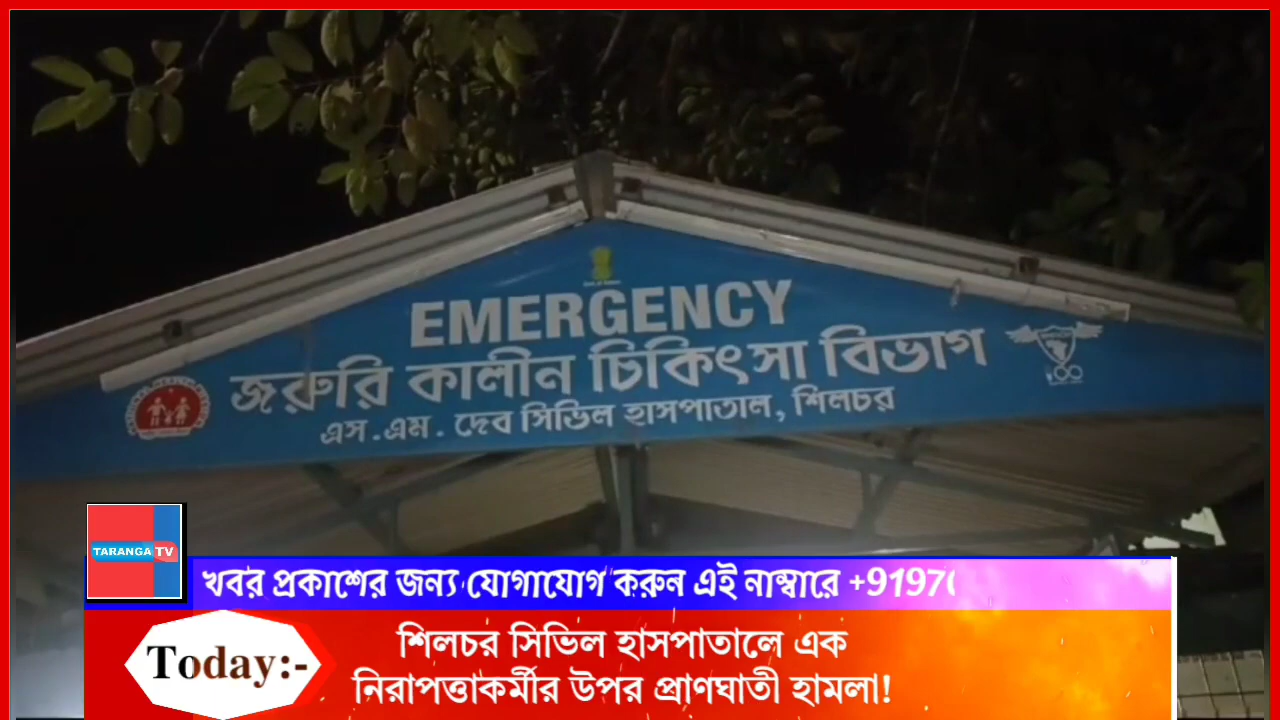 EMERGENCY
জরুরি কালীন চিকিৎসা বিভাগ
এস.এম. দেব সিভিল হাসপাতাল, শিলচর
TARANGA TV
খবর প্রকাশের জন্য যোগাযোগ করুন এই নাম্বারে +9197
Today:-
শিলচর সিভিল হাসপাতালে এক
নিরাপত্তাকর্মীর উপর প্রাণঘাতী হামলা!